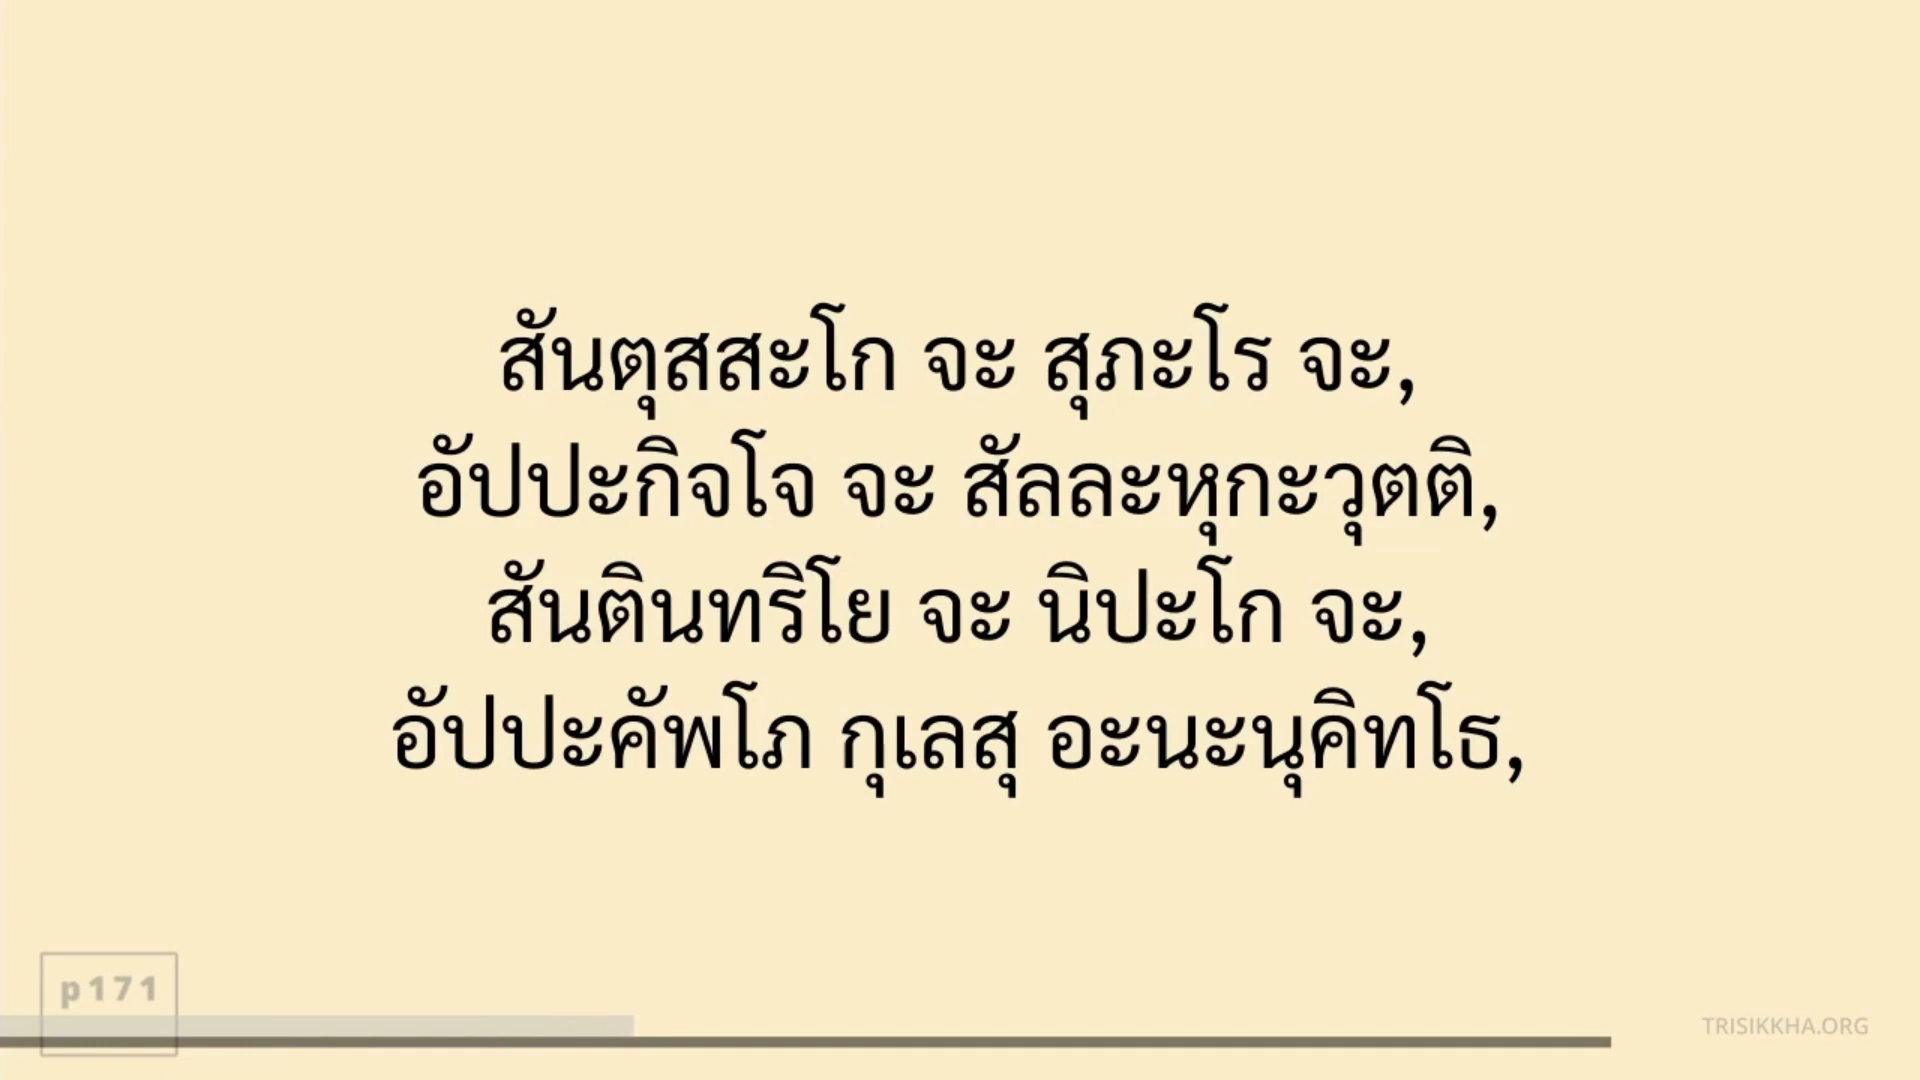 สันตุสสะโก จะ สุภะโร จะ,
อัปปะกิจโจ จะ สัลละหุกะวุตติ,
สันตินทริโย จะ นิปะโก จะ,
อัปปะคัพโภ กุเลสุ อะนะนุคิทโธ,
p171
TRISIKKHA.ORG